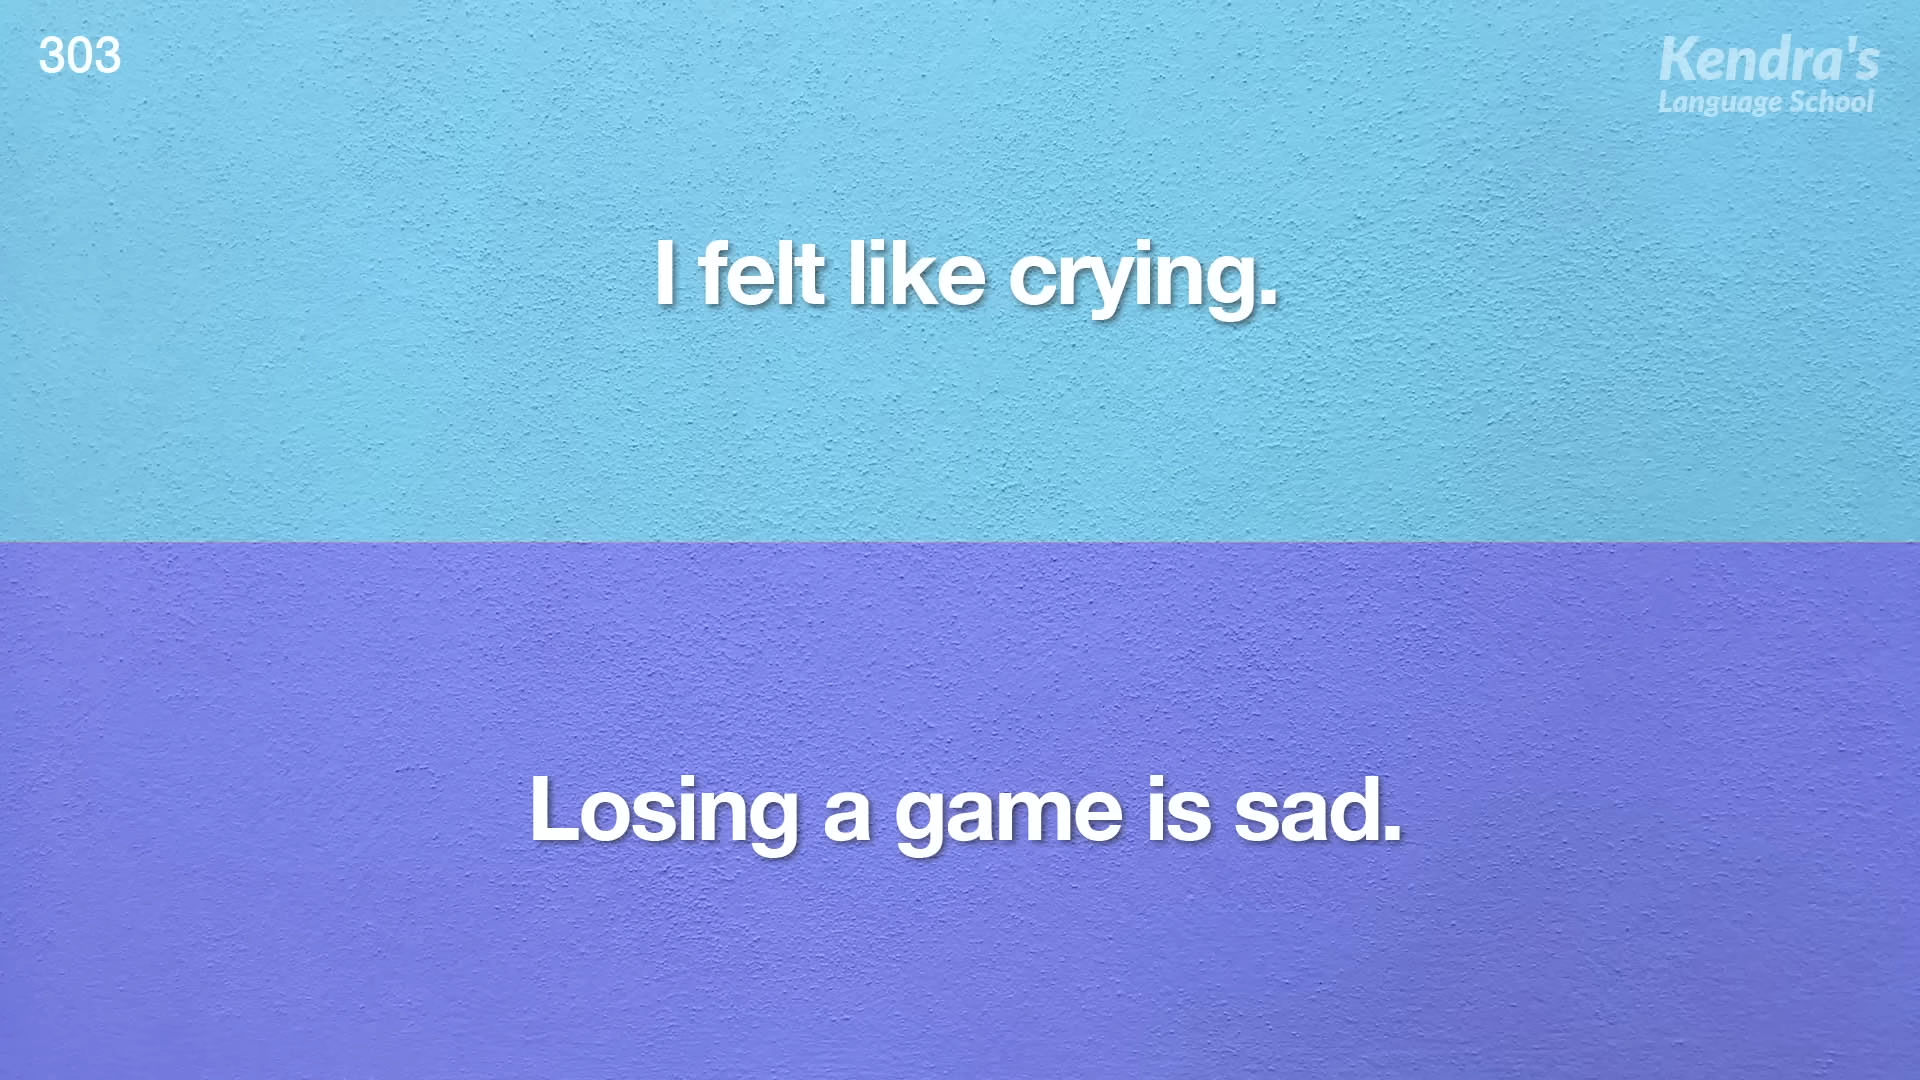 303
Kendra's
Language School
I felt like crying.
Losing a game is sad.